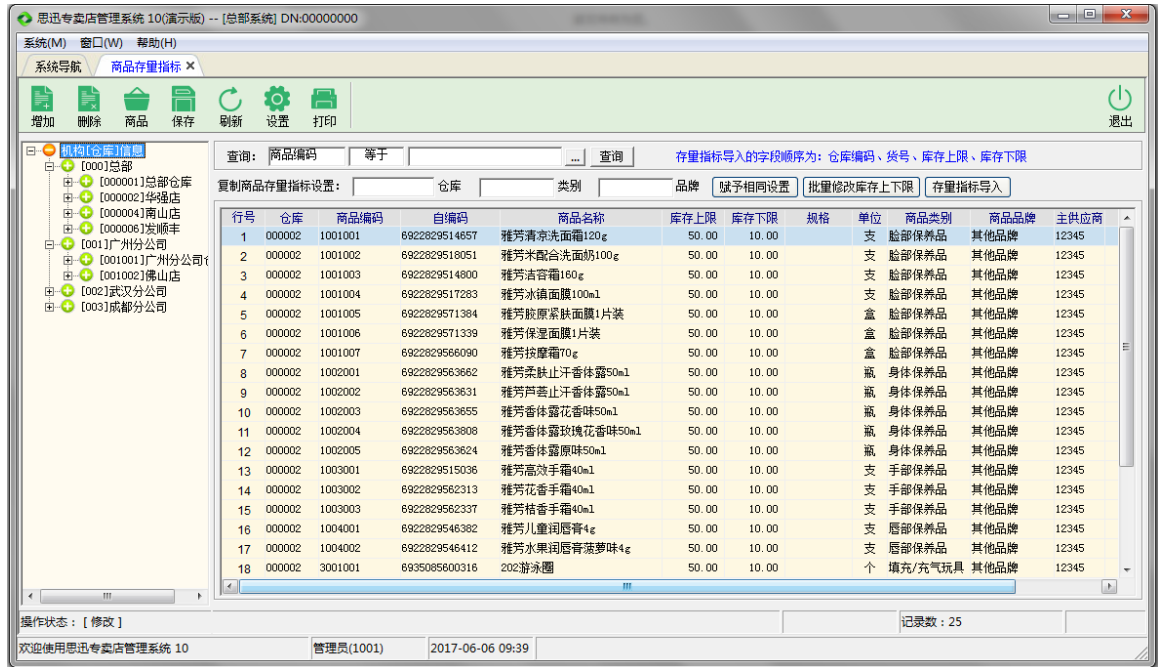 思迅专卖店管理系统 10(演示版) -- [总部系统] DN:00000000
系统(M) 窗口(W) 帮助(H)
系统导航 商品存量指标
增加 删除 商品 保存 刷新 设置 打印 退出
机构[仓库]信息
[000]总部
[000001]总部仓库
[000002]华强店
[000004]南山店
[000006]发顺丰
[001]广州分公司
[001001]广州分公司
[001002]佛山店
[002]武汉分公司
[003]成都分公司
查询: 商品编码 等于 ... 查询 存量指标导入的字段顺序为: 仓库编码、货号、库存上限、库存下限
复制商品存量指标设置: 仓库 类别 品牌 赋予相同设置 批量修改库存上下限 存量指标导入
行号 仓库 商品编码 自编码 商品名称 库存上限 库存下限 规格 单位 商品类别 商品品牌 主供应商
1 000002 1001001 6922829514657 雅芳清凉洗面霜120g 50.00 10.00 支 脸部保养品 其他品牌 12345
2 000002 1001002 6922829518051 雅芳米配合洗面奶100g 50.00 10.00 支 脸部保养品 其他品牌 12345
3 000002 1001003 6922829514800 雅芳洁容霜160g 50.00 10.00 支 脸部保养品 其他品牌 12345
4 000002 1001004 6922829517283 雅芳冰镇面膜100ml 50.00 10.00 支 脸部保养品 其他品牌 12345
5 000002 1001005 6922829571384 雅芳胶原紧肤面膜1片装 50.00 10.00 盒 脸部保养品 其他品牌 12345
6 000002 1001006 6922829571339 雅芳保湿面膜1片装 50.00 10.00 盒 脸部保养品 其他品牌 12345
7 000002 1001007 6922829566090 雅芳按摩霜70g 50.00 10.00 盒 脸部保养品 其他品牌 12345
8 000002 1002001 6922829563662 雅芳柔肤止汗香体露50ml 50.00 10.00 瓶 身体保养品 其他品牌 12345
9 000002 1002002 6922829563631 雅芳芦荟止汗香体露50ml 50.00 10.00 瓶 身体保养品 其他品牌 12345
10 000002 1002003 6922829563655 雅芳香体露花香味50ml 50.00 10.00 瓶 身体保养品 其他品牌 12345
11 000002 1002004 6922829563808 雅芳香体露玫瑰花香味50ml 50.00 10.00 瓶 身体保养品 其他品牌 12345
12 000002 1002005 6922829563624 雅芳香体露原味50ml 50.00 10.00 瓶 身体保养品 其他品牌 12345
13 000002 1003001 6922829515036 雅芳高效手霜40ml 50.00 10.00 支 手部保养品 其他品牌 12345
14 000002 1003002 6922829562313 雅芳花香手霜40ml 50.00 10.00 支 手部保养品 其他品牌 12345
15 000002 1003003 6922829562337 雅芳桔香手霜40ml 50.00 10.00 支 手部保养品 其他品牌 12345
16 000002 1004001 6922829546382 雅芳儿童润唇膏4g 50.00 10.00 支 唇部保养品 其他品牌 12345
17 000002 1004002 6922829546412 雅芳水果润唇膏菠萝味4g 50.00 10.00 支 唇部保养品 其他品牌 12345
18 000002 3001001 6935085600316 202游泳圈 50.00 10.00 个 填充/充气玩具 其他品牌 12345
操作状态: [ 修改 ] 记录数: 25
欢迎使用思迅专卖店管理系统 10 管理员(1001) 2017-06-06 09:39